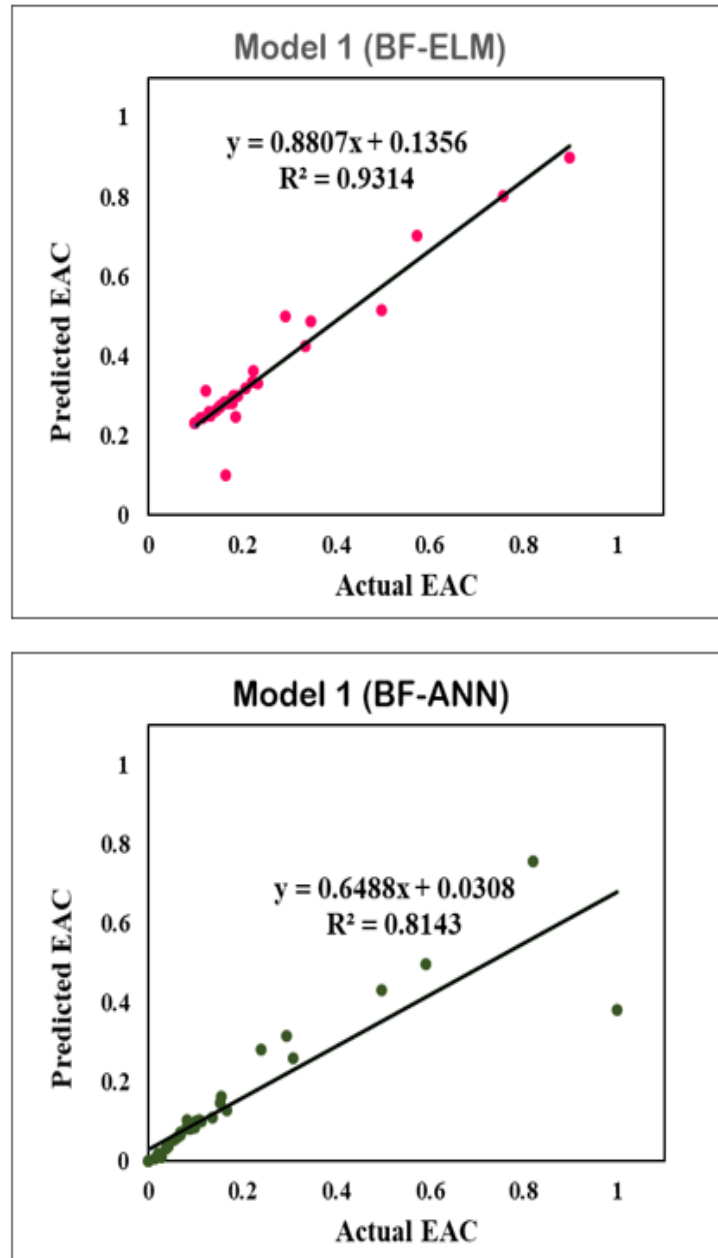 Model 1 (BF-ELM)
y = 0.8807x + 0.1356
R² = 0.9314
Predicted EAC
1
0.8
0.6
0.4
0.2
0
0 0.2 0.4 0.6 0.8 1
Actual EAC
Model 1 (BF-ANN)
y = 0.6488x + 0.0308
R² = 0.8143
Predicted EAC
1
0.8
0.6
0.4
0.2
0
0 0.2 0.4 0.6 0.8 1
Actual EAC